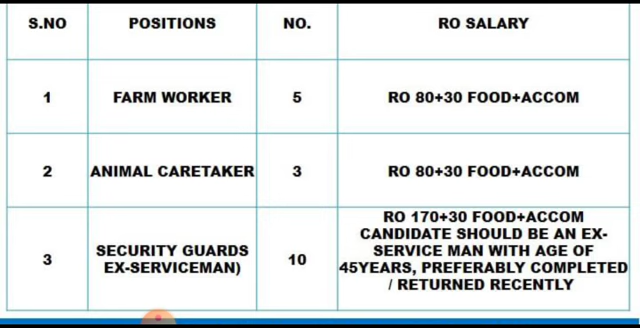 S.NO POSITIONS NO. RO SALARY
1 FARM WORKER 5 RO 80+30 FOOD+ACCOM
2 ANIMAL CARETAKER 3 RO 80+30 FOOD+ACCOM
3 SECURITY GUARDS EX-SERVICEMAN) 10 RO 170+30 FOOD+ACCOM
CANDIDATE SHOULD BE AN EX-
SERVICE MAN WITH AGE OF
45YEARS, PREFERABLY COMPLETED
/ RETURNED RECENTLY